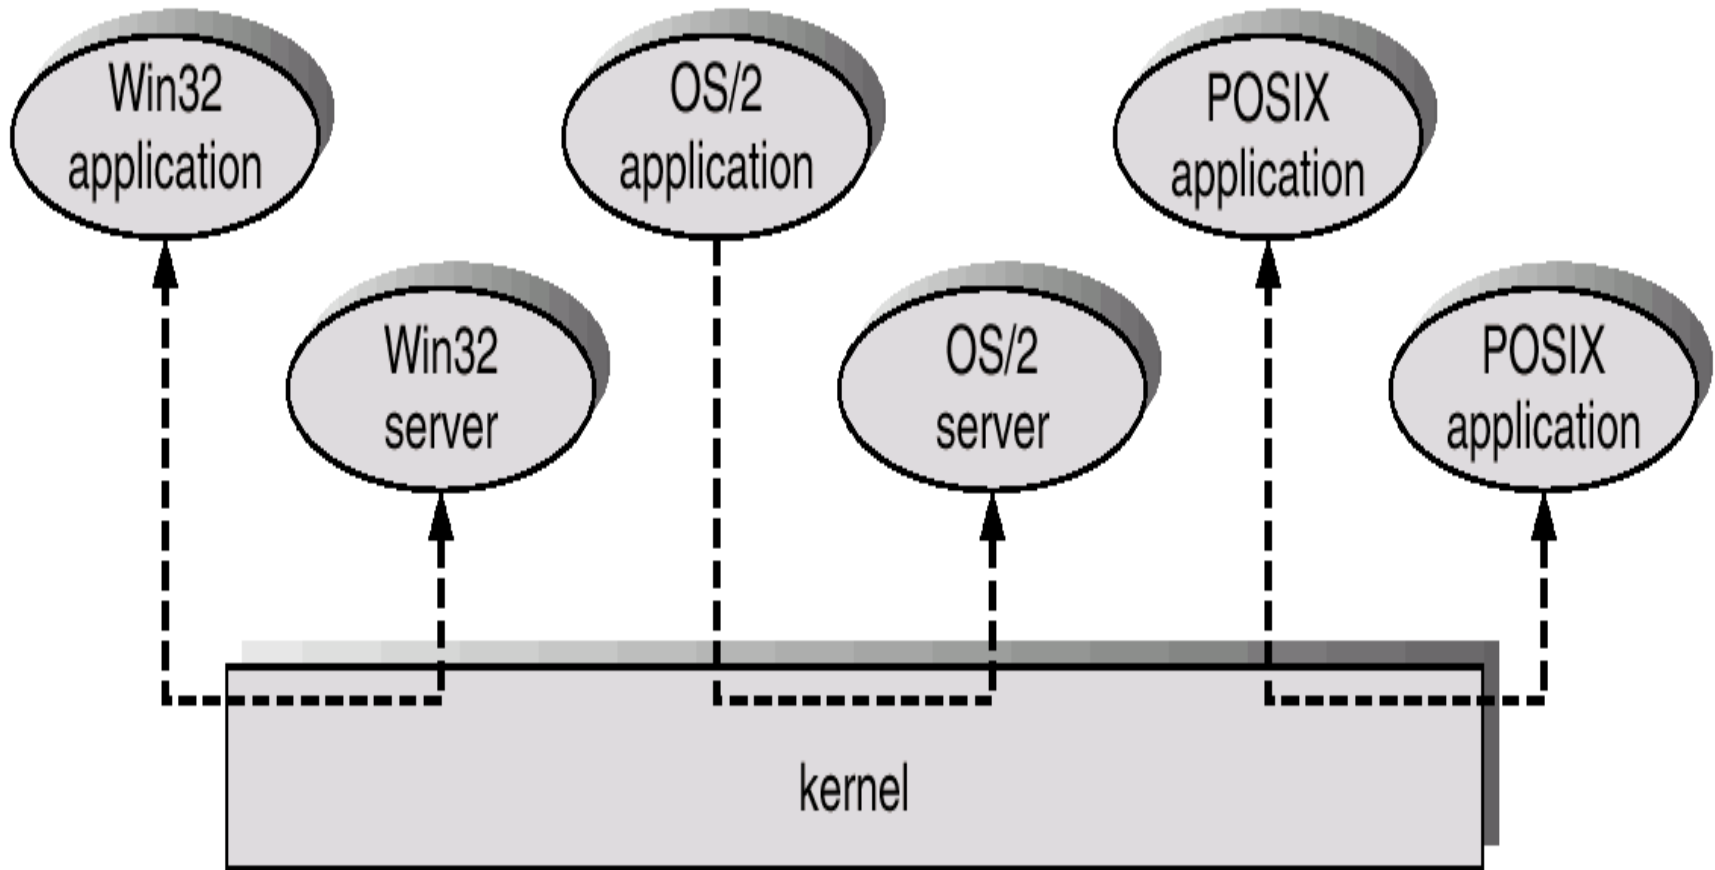 Win32
application
OS/2
application
POSIX
application
Win32
server
OS/2
server
POSIX
application
kernel